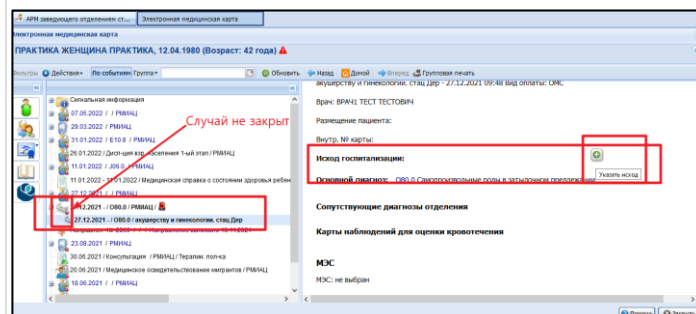 АРМ заведующего отделением ст...
Электронная медицинская карта
Электронная медицинская карта
ПРАКТИКА ЖЕНЩИНА ПРАКТИКА, 12.04.1980 (Возраст: 42 года)
Фильтры Действия По событиям Группа Обновить Назад Домой Вперед Групповая печать
Сигнальная информация
07.05.2022 / / РМИАЦ
29.03.2022 / РМИАЦ
Случай не закрыт
31.01.2022 / E10.8 / РМИАЦ
26.01.2022 / Дисп-ция взр. населения 1-ый этап / РМИАЦ
11.01.2022 / J06.0 / РМИАЦ
11.01.2022 - 11.01.2022 / Медицинская справка о состоянии здоровья ребен
27.12.2021 / / РМИАЦ
12.2021 - / O80.0 / РМИАЦ /
27.12.2021 - / O80.0 / акушерству и гинекологии. стац Дер
23.08.2021 / РМИАЦ
30.06.2021 / Консультация / РМИАЦ / Терапии. пол-ка
20.06.2021 / Медицинское освидетельствование мигрантов / РМИАЦ
18.06.2021 / / РМИАЦ
акушерству и гинекологии. стац Дер - 27.12.2021 09:48 Вид оплаты: ОМС
Врач: ВРАЧ1 ТЕСТ ТЕСТОВИЧ
Размещение пациента:
Внутр. № карты:
Исход госпитализации:
Указать исход
Основной диагноз: O80.0 Самопроизвольные роды в затылочном предлежании
Сопутствующие диагнозы отделения
Карты наблюдений для оценки кровотечения
МЭС
МЭС: не выбран
Помощь Закрыть